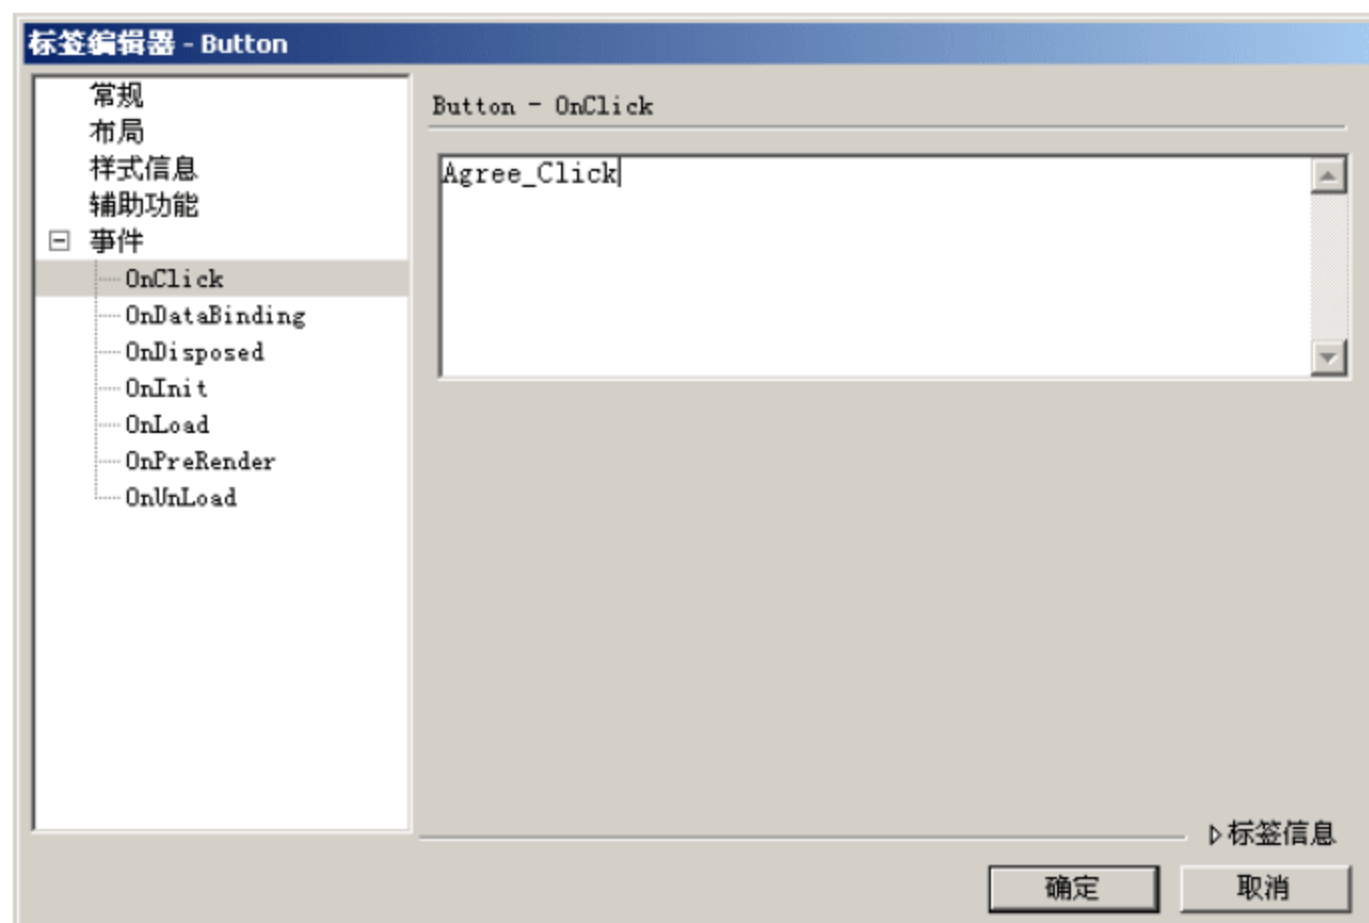 标签编辑器 - Button
常规
布局
样式信息
辅助功能
事件
OnClick
OnDataBinding
OnDisposed
OnInit
OnLoad
OnPreRender
OnUnLoad
Button - OnClick
Agree_Click
标签信息
确定
取消